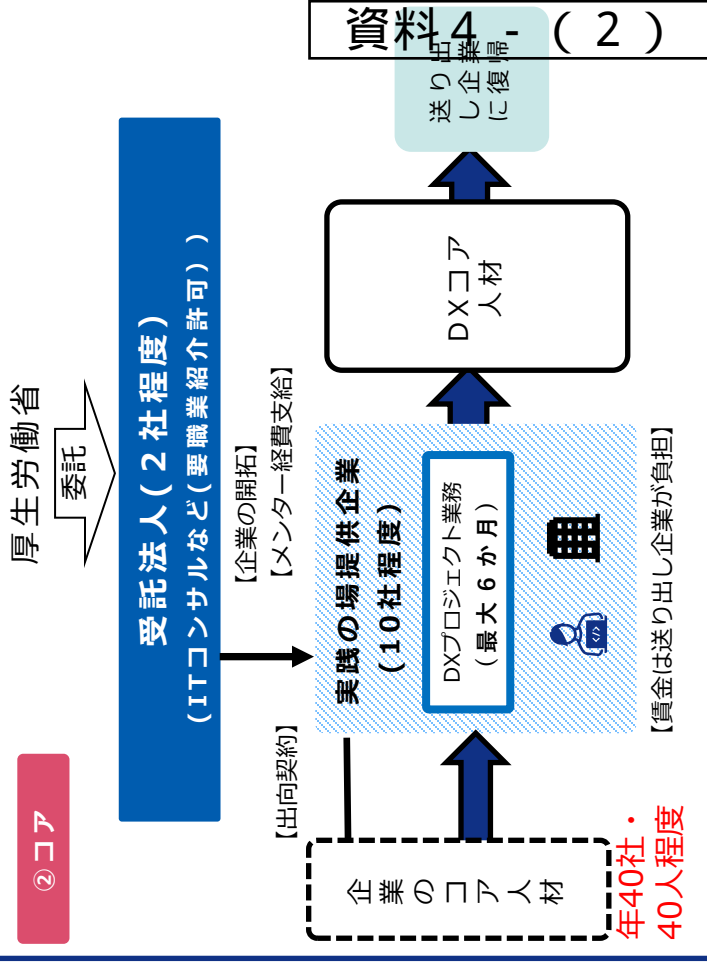 資料４-（２）
②コア
厚生労働省
委託
受託法人(２社程度)
(ITコンサルなど(要職業紹介許可))
【企業の開拓】
【メンター経費支給】
【出向契約】
企業のコア人材
年40社・
40人程度
実践の場提供企業
(10社程度)
DXプロジェクト業務
(最大６か月)
【賃金は送り出し企業が負担】
DXコア
人材
送り出
し企業
に復帰